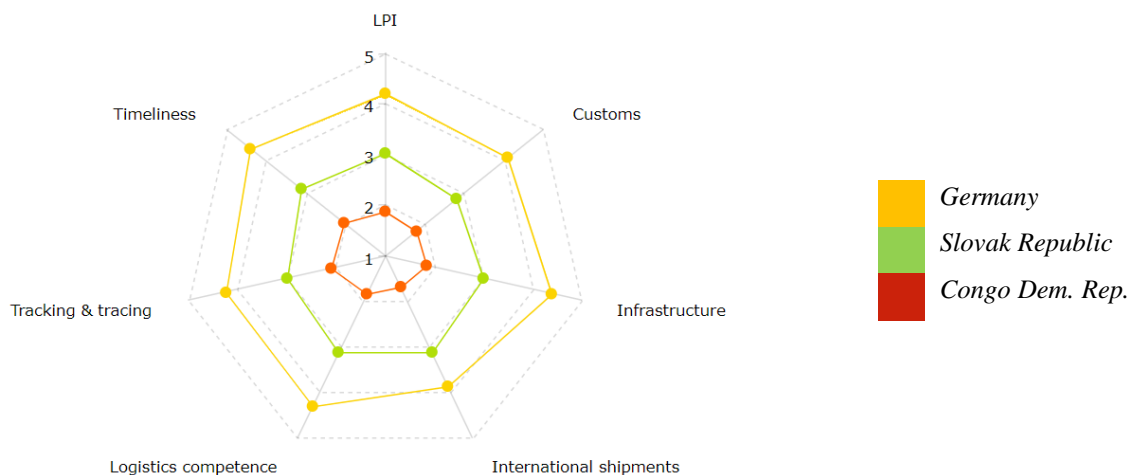 LPI
5
4
3
2
1
Timeliness
Customs
Tracking & tracing
Infrastructure
Logistics competence
International shipments
Germany
Slovak Republic
Congo Dem. Rep.